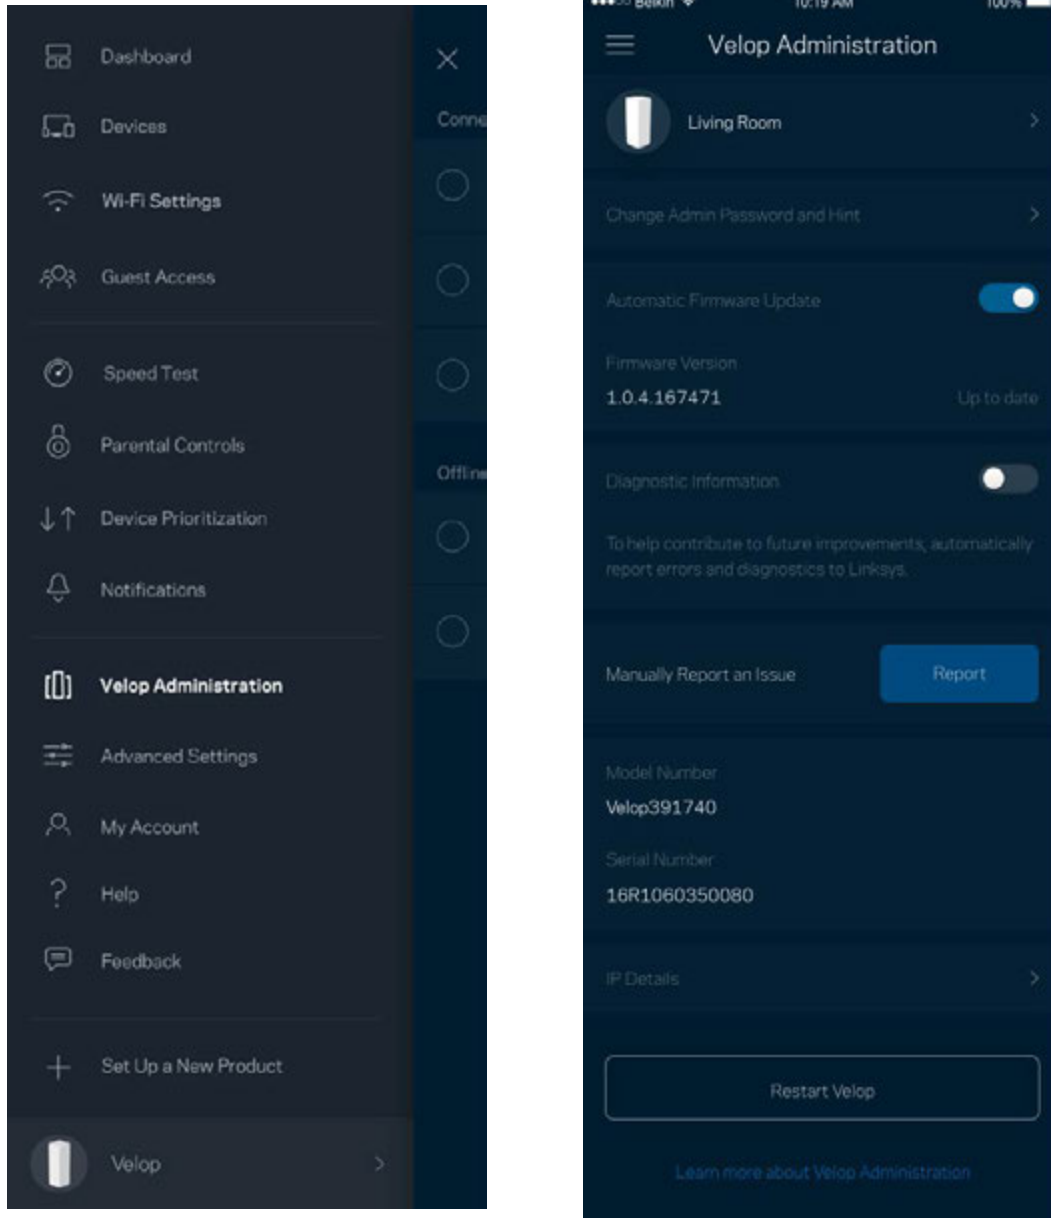 Dashboard
Devices
Wi-Fi Settings
Guest Access
Speed Test
Parental Controls
Device Prioritization
Notifications
Velop Administration
Advanced Settings
My Account
Help
Feedback
Set Up a New Product
Velop
Conne
Offline
Belkin 10:19 AM 100%
Velop Administration
Living Room
Change Admin Password and Hint
Automatic Firmware Update
Firmware Version
1.0.4.167471 Up to date
Diagnostic Information
To help contribute to future improvements, automatically
report errors and diagnostics to Linksys.
Manually Report an Issue Report
Model Number
Velop391740
Serial Number
16R1060350080
IP Details
Restart Velop
Learn more about Velop Administration